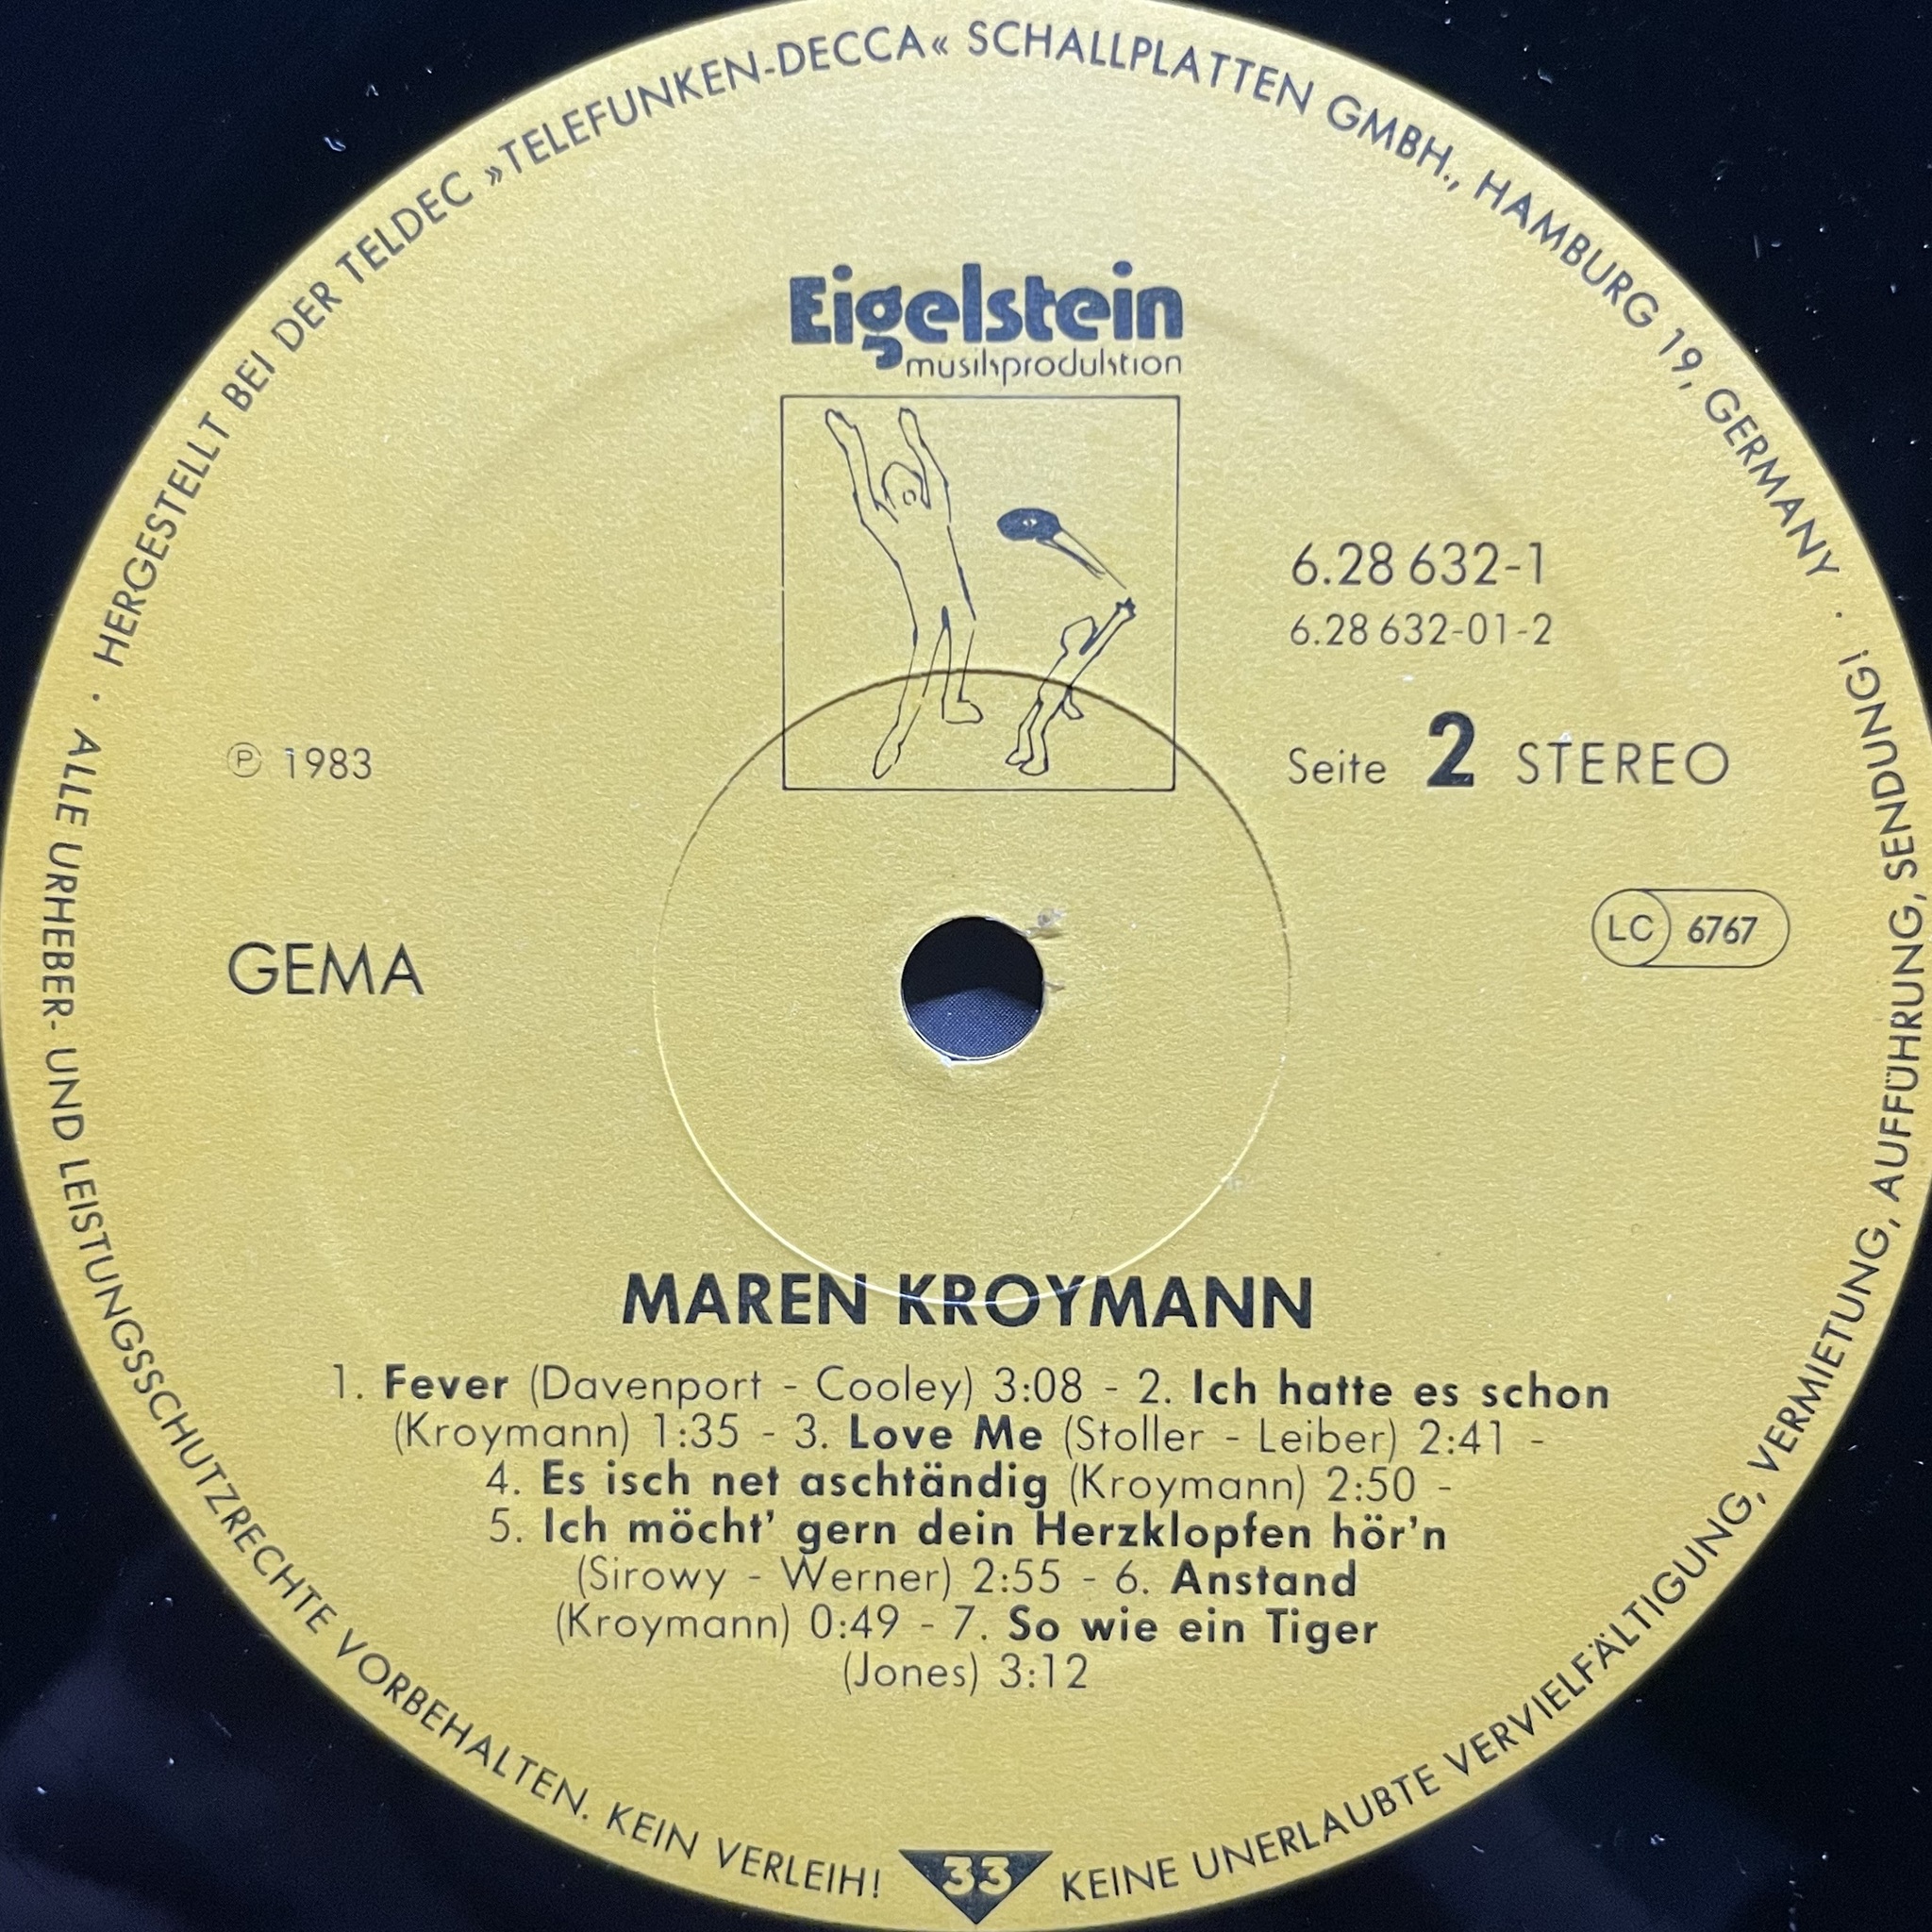 · HERGESTELLT BEI DER TELDEC »TELEFUNKEN-DECCA« SCHALLPLATTEN GMBH., HAMBURG 19, GERMANY ·
Eigelstein
musikproduktion
6.28 632-1
6.28 632-01-2
℗ 1983
Seite 2 STEREO
LC 6767
GEMA
MAREN KROYMANN
1. Fever (Davenport - Cooley) 3:08 - 2. Ich hatte es schon
(Kroymann) 1:35 - 3. Love Me (Stoller - Leiber) 2:41 -
4. Es isch net aschtändig (Kroymann) 2:50 -
5. Ich möcht' gern dein Herzklopfen hör'n
(Sirowy - Werner) 2:55 - 6. Anstand
(Kroymann) 0:49 - 7. So wie ein Tiger
(Jones) 3:12
ALLE URHEBER- UND LEISTUNGSSCHUTZRECHTE VORBEHALTEN. KEIN VERLEIH!
33
KEINE UNERLAUBTE VERVIELFÄLTIGUNG, VERMIETUNG, AUFFÜHRUNG, SENDUNG!